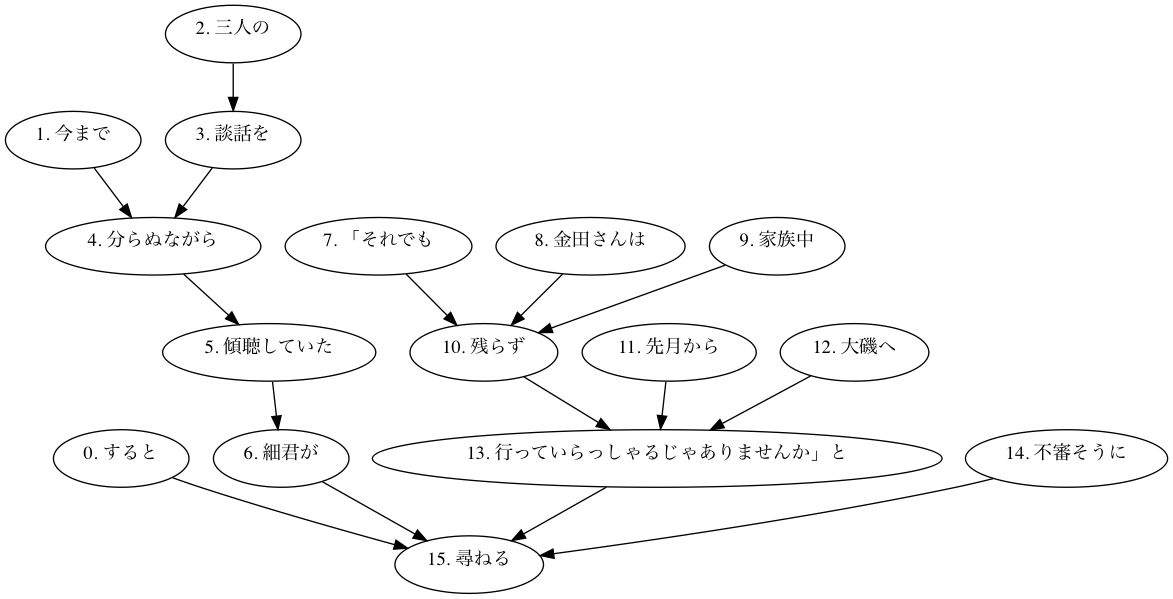 2. 三人の
1. 今まで
3. 談話を
4. 分らぬながら
7. 「それでも
8. 金田さんは
9. 家族中
5. 傾聴していた
10. 残らず
11. 先月から
12. 大磯へ
0. すると
6. 細君が
13. 行っていらっしゃるじゃありませんか」と
14. 不審そうに
15. 尋ねる